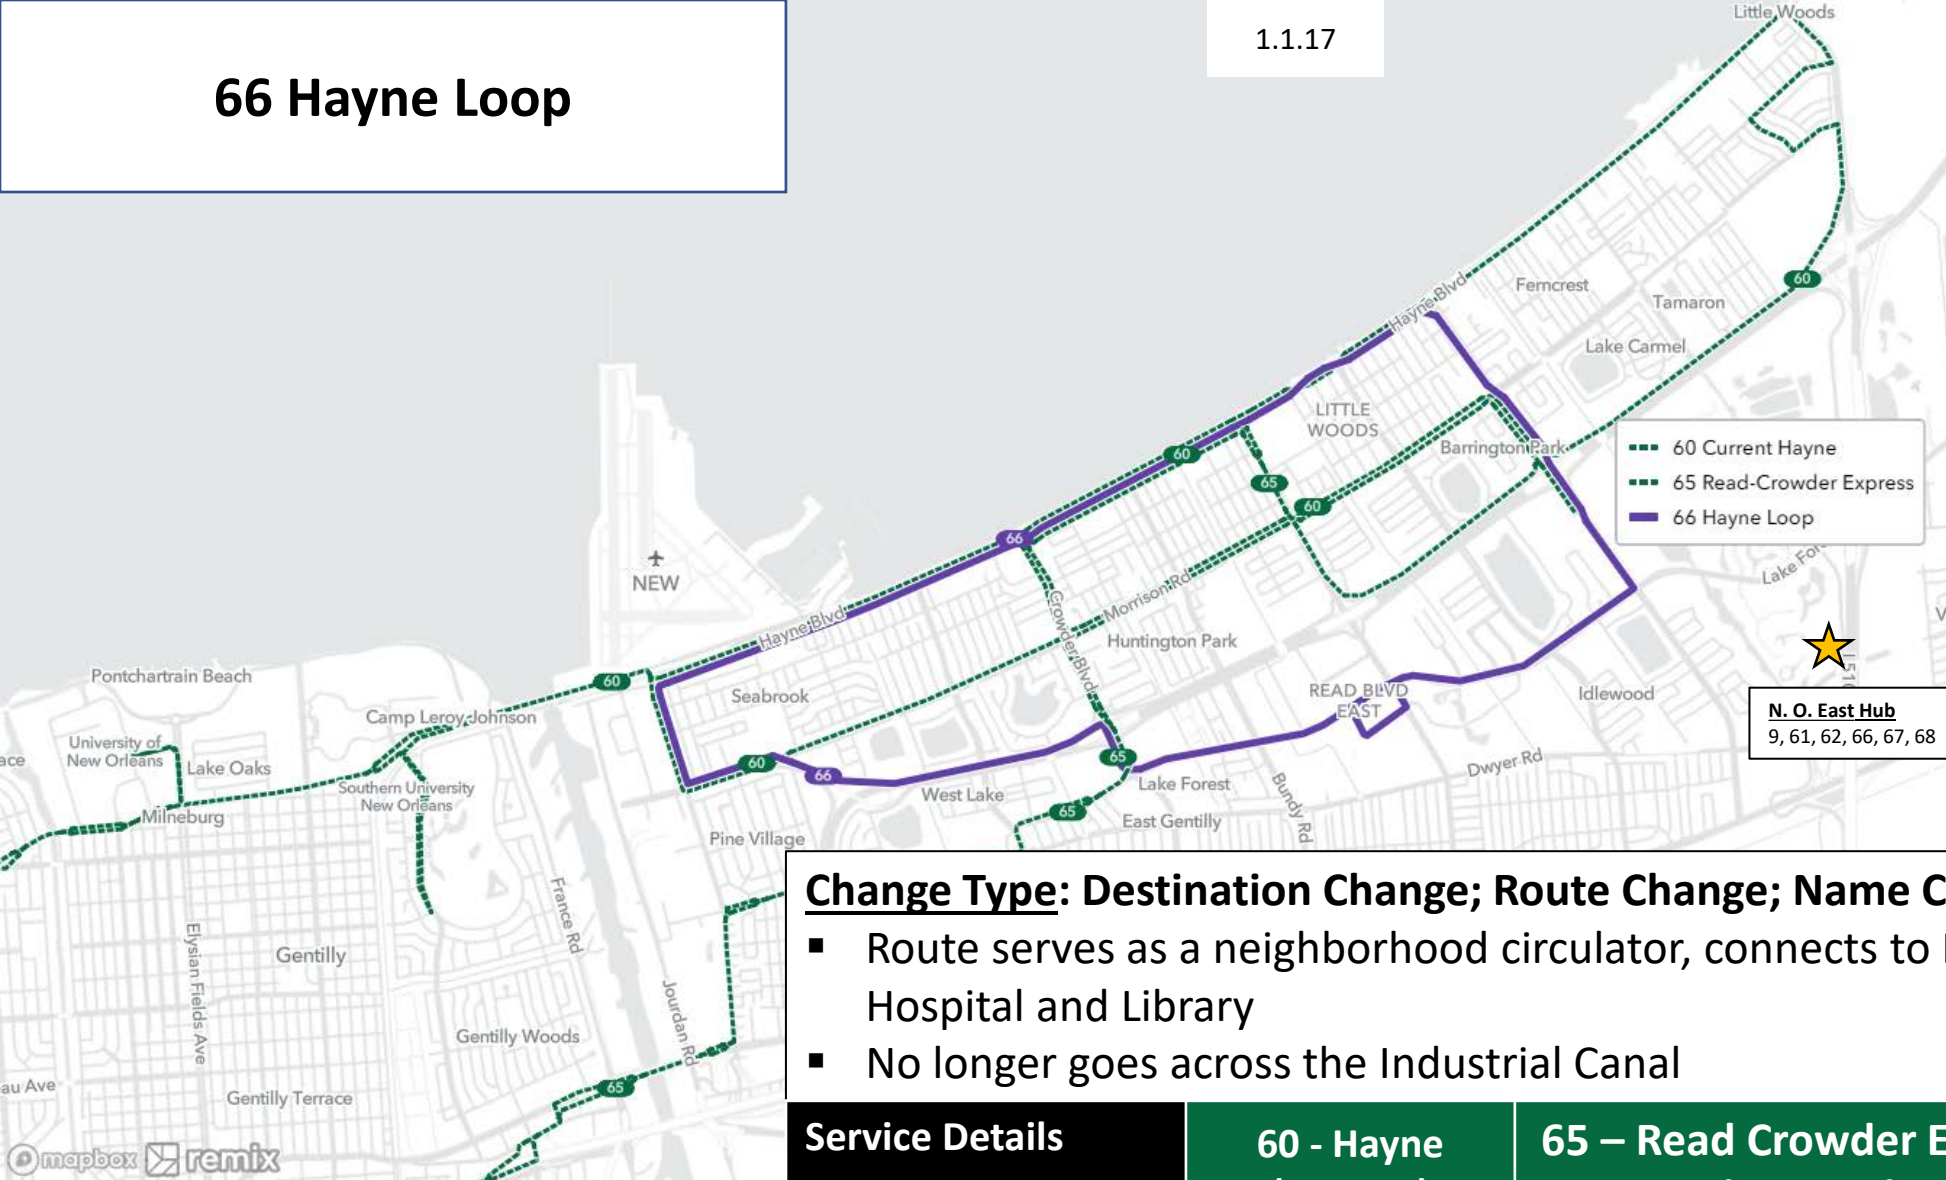 66 Hayne Loop
1.1.17
Little Woods
Hayne Blvd
Ferncrest
60
Tamaron
Lake Carmel
LITTLE
WOODS
Barrington Park
60 Current Hayne
65 Read-Crowder Express
66 Hayne Loop
60
65
60
66
NEW
Lake
Crowder Blvd
Morrison Rd
Hayne Blvd
Huntington Park
Pontchartrain Beach
60
Seabrook
READ BLVD
EAST
Idlewood
I 510
N. O. East Hub
9, 61, 62, 66, 67, 68
Camp Leroy Johnson
University of
New Orleans
Lake Oaks
Southern University
New Orleans
Milneburg
60
66
65
West Lake
Lake Forest
Dwyer Rd
Bundy Rd
65
East Gentilly
Pine Village
France Rd
Elysian Fields Ave
Gentilly
Jourdan Rd
Gentilly Woods
au Ave
65
Gentilly Terrace
mapbox remix
Change Type: Destination Change; Route Change; Name C
▪ Route serves as a neighborhood circulator, connects to
Hospital and Library
▪ No longer goes across the Industrial Canal
Service Details
60 - Hayne
65 – Read Crowder E